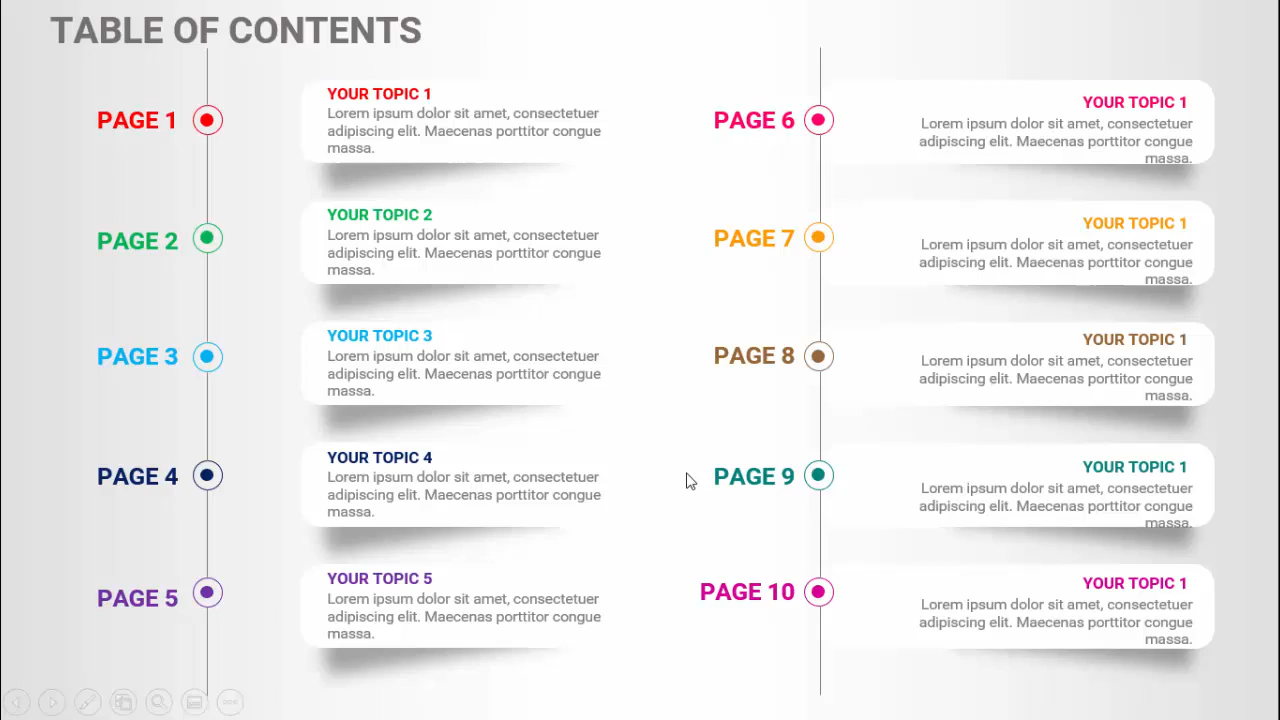 TABLE OF CONTENTS
PAGE 1
YOUR TOPIC 1
Lorem ipsum dolor sit amet, consectetuer
adipiscing elit. Maecenas porttitor congue
massa.
PAGE 2
YOUR TOPIC 2
Lorem ipsum dolor sit amet, consectetuer
adipiscing elit. Maecenas porttitor congue
massa.
PAGE 3
YOUR TOPIC 3
Lorem ipsum dolor sit amet, consectetuer
adipiscing elit. Maecenas porttitor congue
massa.
PAGE 4
YOUR TOPIC 4
Lorem ipsum dolor sit amet, consectetuer
adipiscing elit. Maecenas porttitor congue
massa.
PAGE 5
YOUR TOPIC 5
Lorem ipsum dolor sit amet, consectetuer
adipiscing elit. Maecenas porttitor congue
massa.
PAGE 6
YOUR TOPIC 1
Lorem ipsum dolor sit amet, consectetuer
adipiscing elit. Maecenas porttitor congue
massa.
PAGE 7
YOUR TOPIC 1
Lorem ipsum dolor sit amet, consectetuer
adipiscing elit. Maecenas porttitor congue
massa.
PAGE 8
YOUR TOPIC 1
Lorem ipsum dolor sit amet, consectetuer
adipiscing elit. Maecenas porttitor congue
massa.
PAGE 9
YOUR TOPIC 1
Lorem ipsum dolor sit amet, consectetuer
adipiscing elit. Maecenas porttitor congue
massa.
PAGE 10
YOUR TOPIC 1
Lorem ipsum dolor sit amet, consectetuer
adipiscing elit. Maecenas porttitor congue
massa.